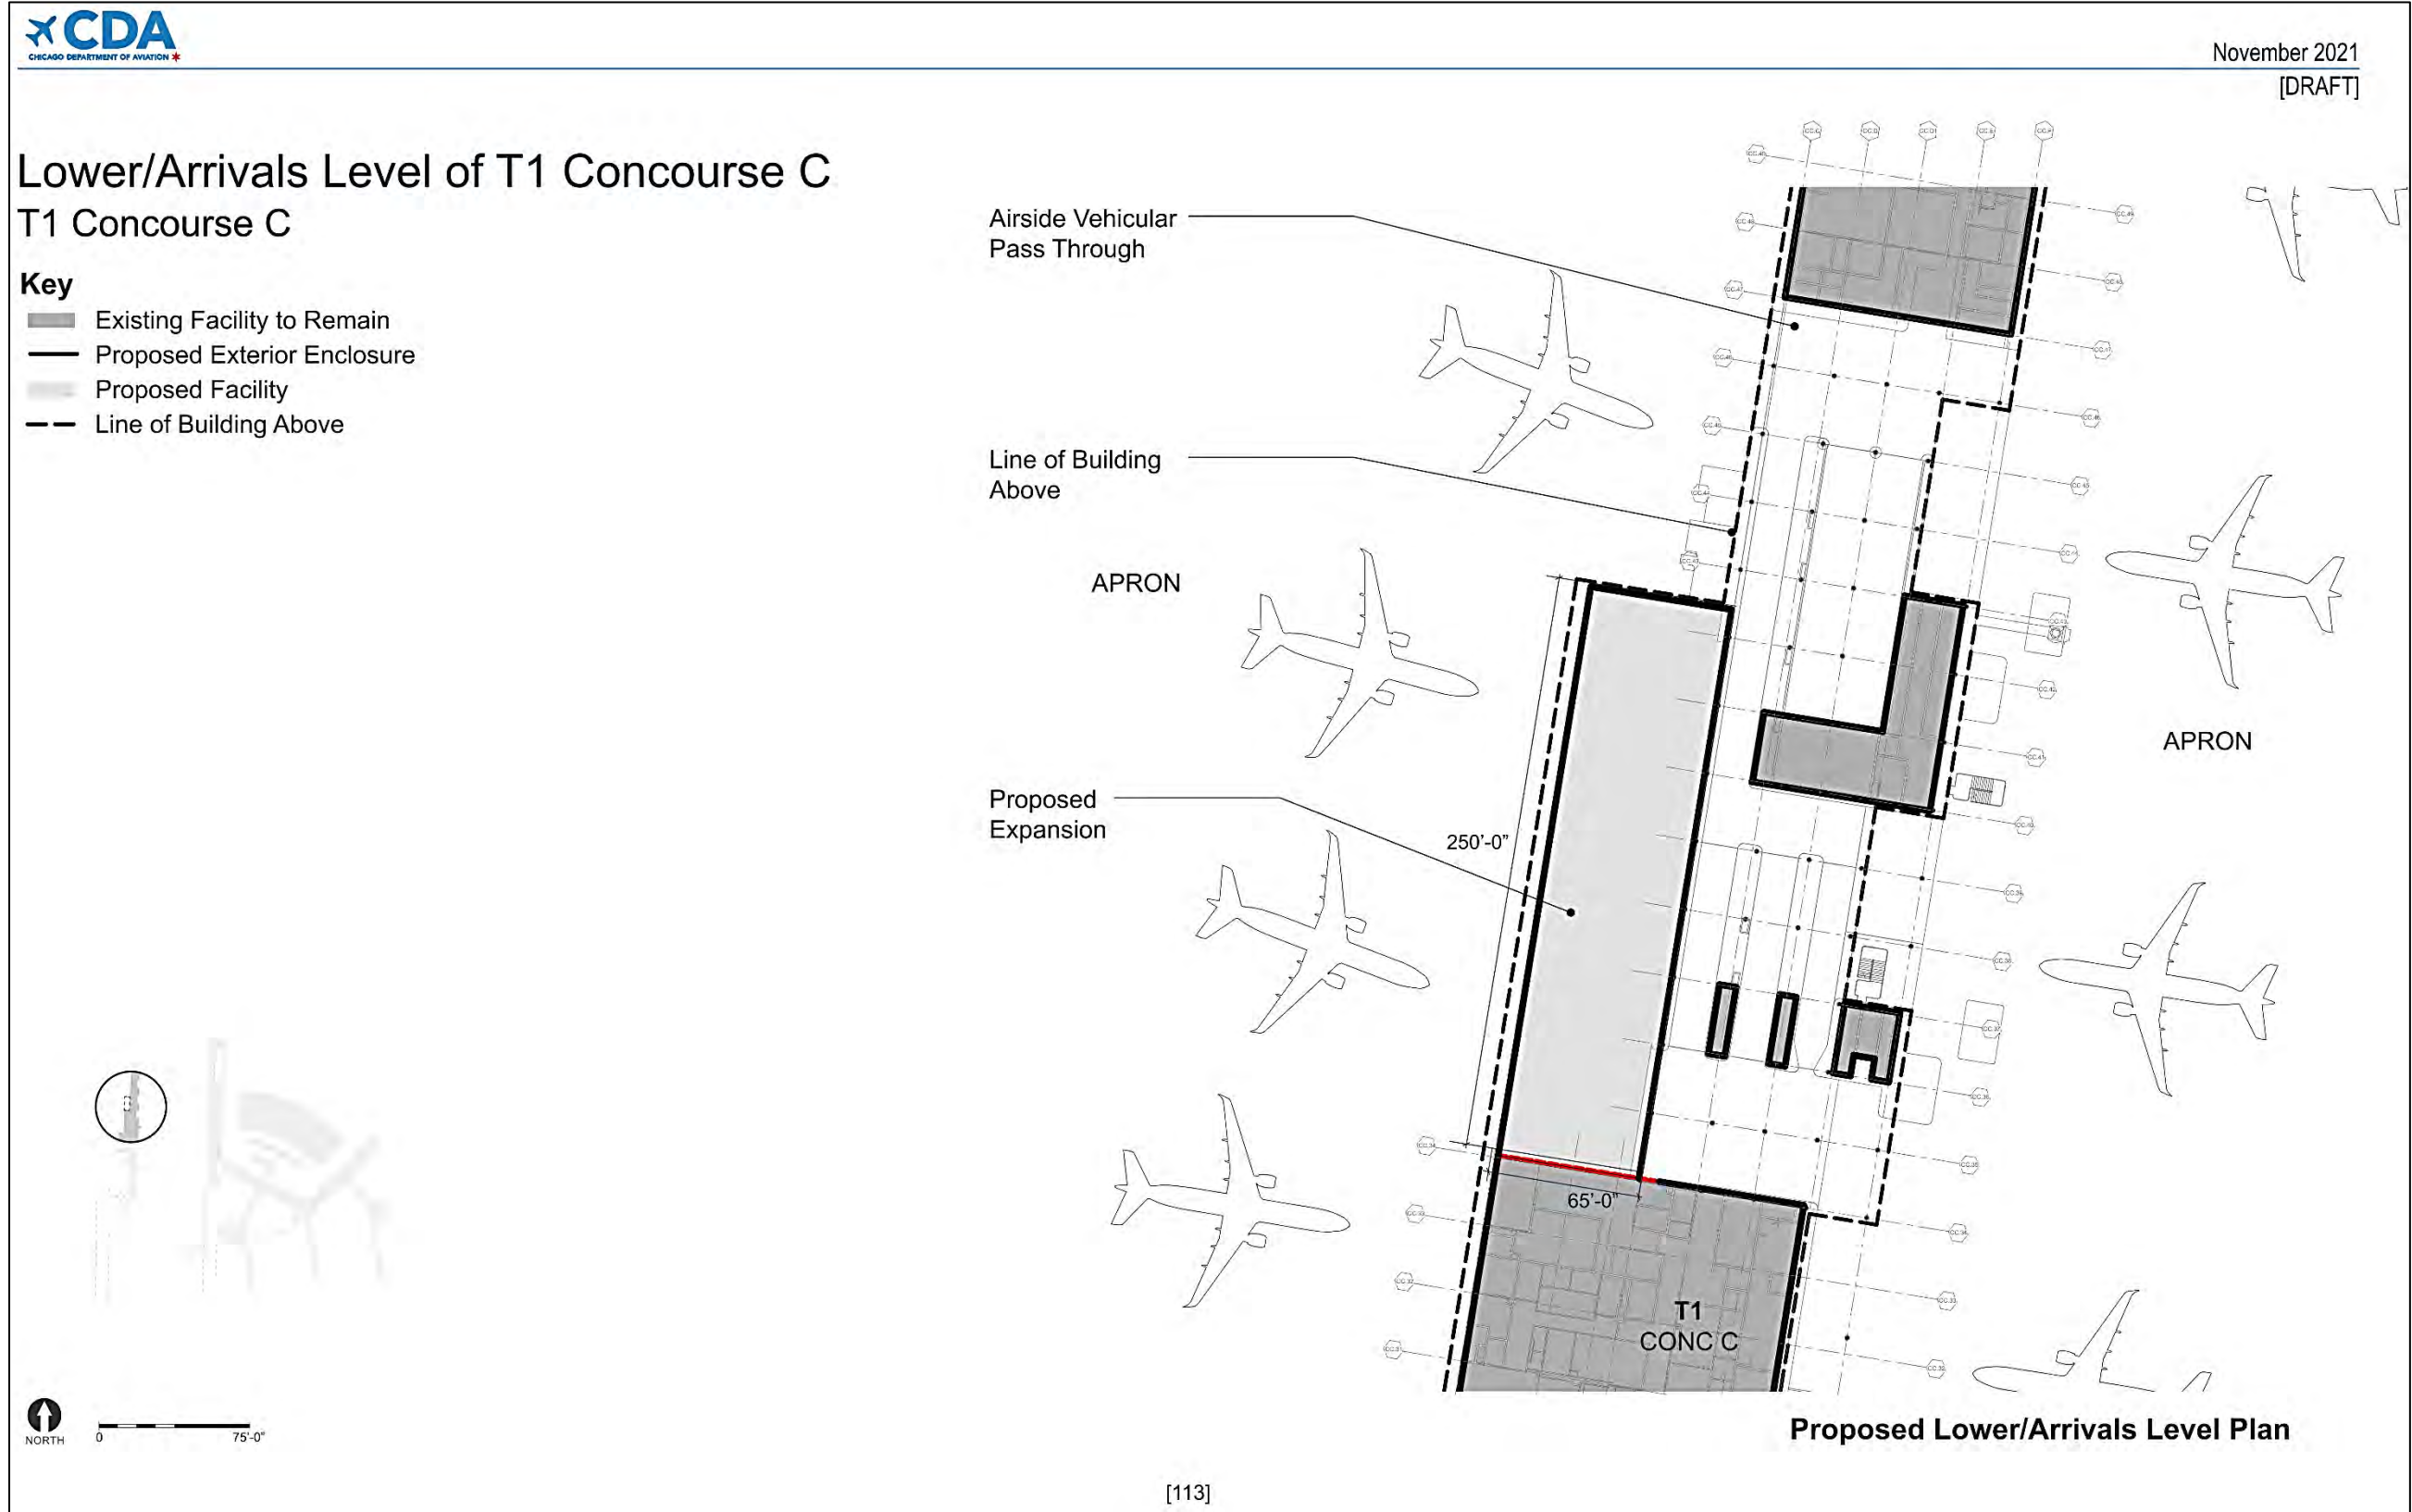 CDA
CHICAGO DEPARTMENT OF AVIATION
November 2021
[DRAFT]
Lower/Arrivals Level of T1 Concourse C
T1 Concourse C
Key
Existing Facility to Remain
Proposed Exterior Enclosure
Proposed Facility
Line of Building Above
Airside Vehicular
Pass Through
Line of Building
Above
APRON
APRON
Proposed
Expansion
250'-0"
65'-0"
T1
CONC C
NORTH
0
75'-0"
Proposed Lower/Arrivals Level Plan
[113]